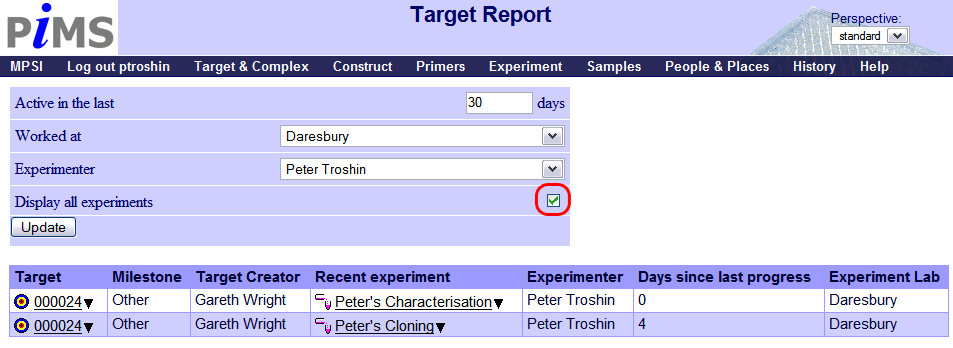 PiMS
Target Report
Perspective:
standard
MPSI Log out ptroshin Target & Complex Construct Primers Experiment Samples People & Places History Help
Active in the last 30 days
Worked at Daresbury
Experimenter Peter Troshin
Display all experiments
Update
Target Milestone Target Creator Recent experiment Experimenter Days since last progress Experiment Lab
000024 Other Gareth Wright Peter's Characterisation Peter Troshin 0 Daresbury
000024 Other Gareth Wright Peter's Cloning Peter Troshin 4 Daresbury